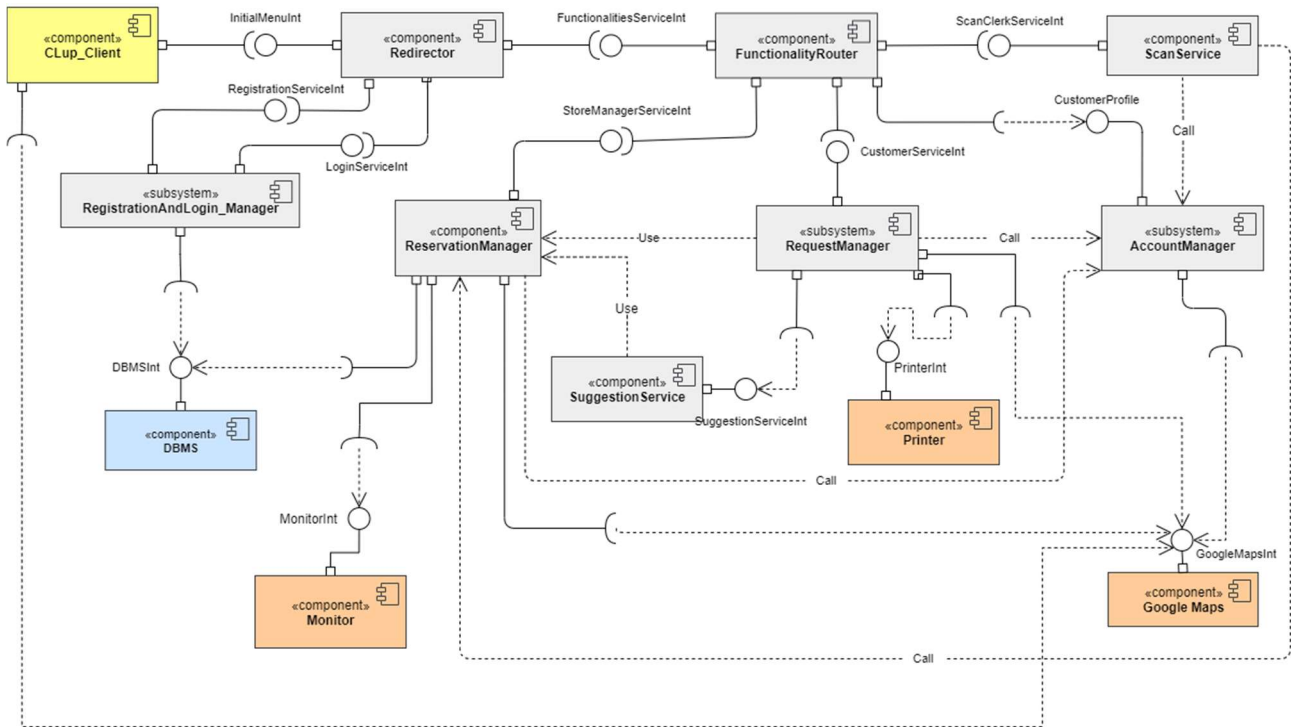 InitialMenuInt
FunctionalitiesServiceInt
ScanClerkServiceInt
«component»
CLup_Client
«component»
Redirector
«component»
FunctionalityRouter
«component»
ScanService
RegistrationServiceInt
StoreManagerServiceInt
CustomerProfile
Call
LoginServiceInt
CustomerServiceInt
«subsystem»
RegistrationAndLogin_Manager
«component»
ReservationManager
Use
«subsystem»
RequestManager
Call
«subsystem»
AccountManager
Use
DBMSInt
PrinterInt
«component»
SuggestionService
SuggestionServiceInt
«component»
DBMS
«component»
Printer
Call
MonitorInt
GoogleMapsInt
«component»
Monitor
«component»
Google Maps
Call